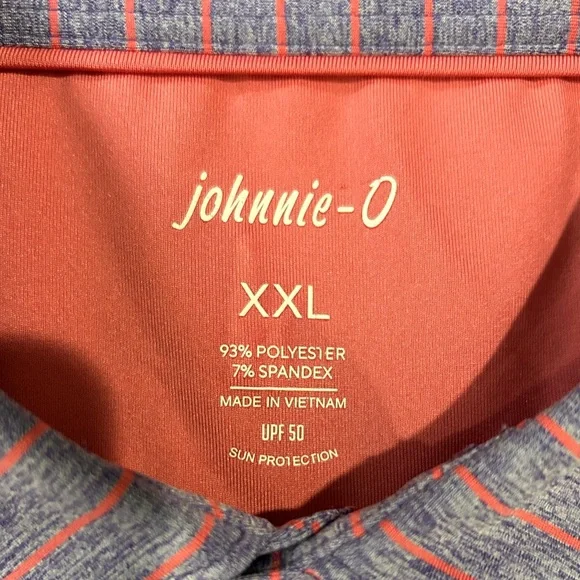 johnnie-O
XXL
93% POLYESTER
7% SPANDEX
MADE IN VIETNAM
UPF 50
SUN PROTECTION